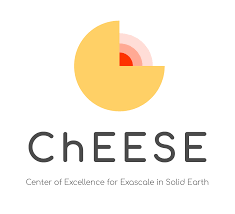 ChEESE
Center of Excellence for Exascale in Solid Earth